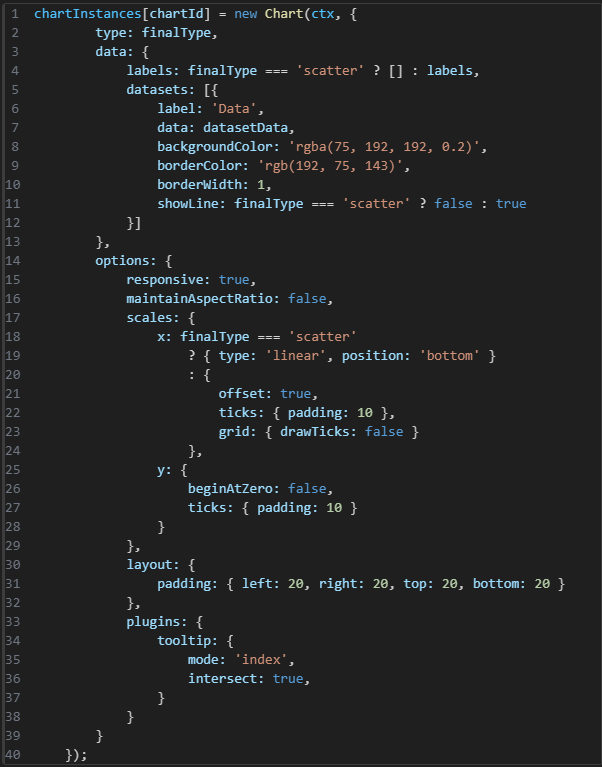 1 chartInstances[chartId] = new Chart(ctx, {
2         type: finalType,
3         data: {
4             labels: finalType === 'scatter' ? [] : labels,
5             datasets: [{
6                 label: 'Data',
7                 data: datasetData,
8                 backgroundColor: 'rgba(75, 192, 192, 0.2)',
9                 borderColor: 'rgb(192, 75, 143)',
10                 borderWidth: 1,
11                 showLine: finalType === 'scatter' ? false : true
12             }]
13         },
14         options: {
15             responsive: true,
16             maintainAspectRatio: false,
17             scales: {
18                 x: finalType === 'scatter'
19                     ? { type: 'linear', position: 'bottom' }
20                     : {
21                         offset: true,
22                         ticks: { padding: 10 },
23                         grid: { drawTicks: false }
24                     },
25                 y: {
26                     beginAtZero: false,
27                     ticks: { padding: 10 }
28                 }
29             },
30             layout: {
31                 padding: { left: 20, right: 20, top: 20, bottom: 20 }
32             },
33             plugins: {
34                 tooltip: {
35                     mode: 'index',
36                     intersect: true,
37                 }
38             }
39         }
40     });